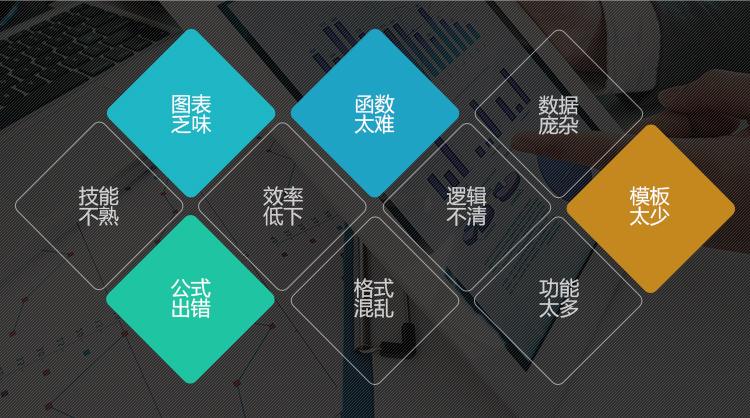 图表
乏味
函数
太难
数据
庞杂
技能
不熟
效率
低下
逻辑
不清
模板
太少
公式
出错
格式
混乱
功能
太多